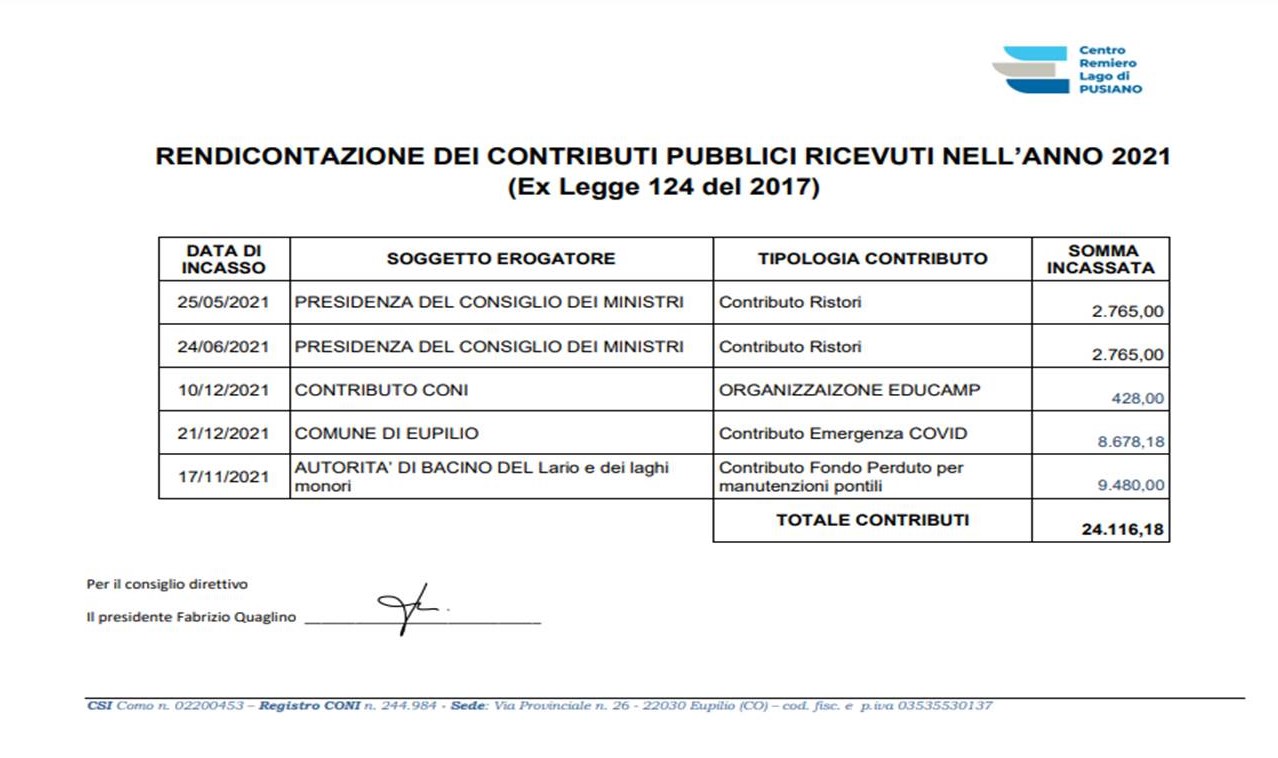 Centro
Remiero
Lago di
PUSIANO
RENDICONTAZIONE DEI CONTRIBUTI PUBBLICI RICEVUTI NELL'ANNO 2021
(Ex Legge 124 del 2017)
DATA DI INCASSO SOGGETTO EROGATORE TIPOLOGIA CONTRIBUTO SOMMA INCASSATA
25/05/2021 PRESIDENZA DEL CONSIGLIO DEI MINISTRI Contributo Ristori 2.765,00
24/06/2021 PRESIDENZA DEL CONSIGLIO DEI MINISTRI Contributo Ristori 2.765,00
10/12/2021 CONTRIBUTO CONI ORGANIZZAIZONE EDUCAMP 428,00
21/12/2021 COMUNE DI EUPILIO Contributo Emergenza COVID 8.678,18
17/11/2021 AUTORITA' DI BACINO DEL Lario e dei laghi monori Contributo Fondo Perduto per manutenzioni pontili 9.480,00
TOTALE CONTRIBUTI 24.116,18
Per il consiglio direttivo
Il presidente Fabrizio Quaglino
CSI Como n. 02200453 – Registro CONI n. 244.984 - Sede: Via Provinciale n. 26 - 22030 Eupilio (CO) – cod. fisc. e p.iva 03535530137